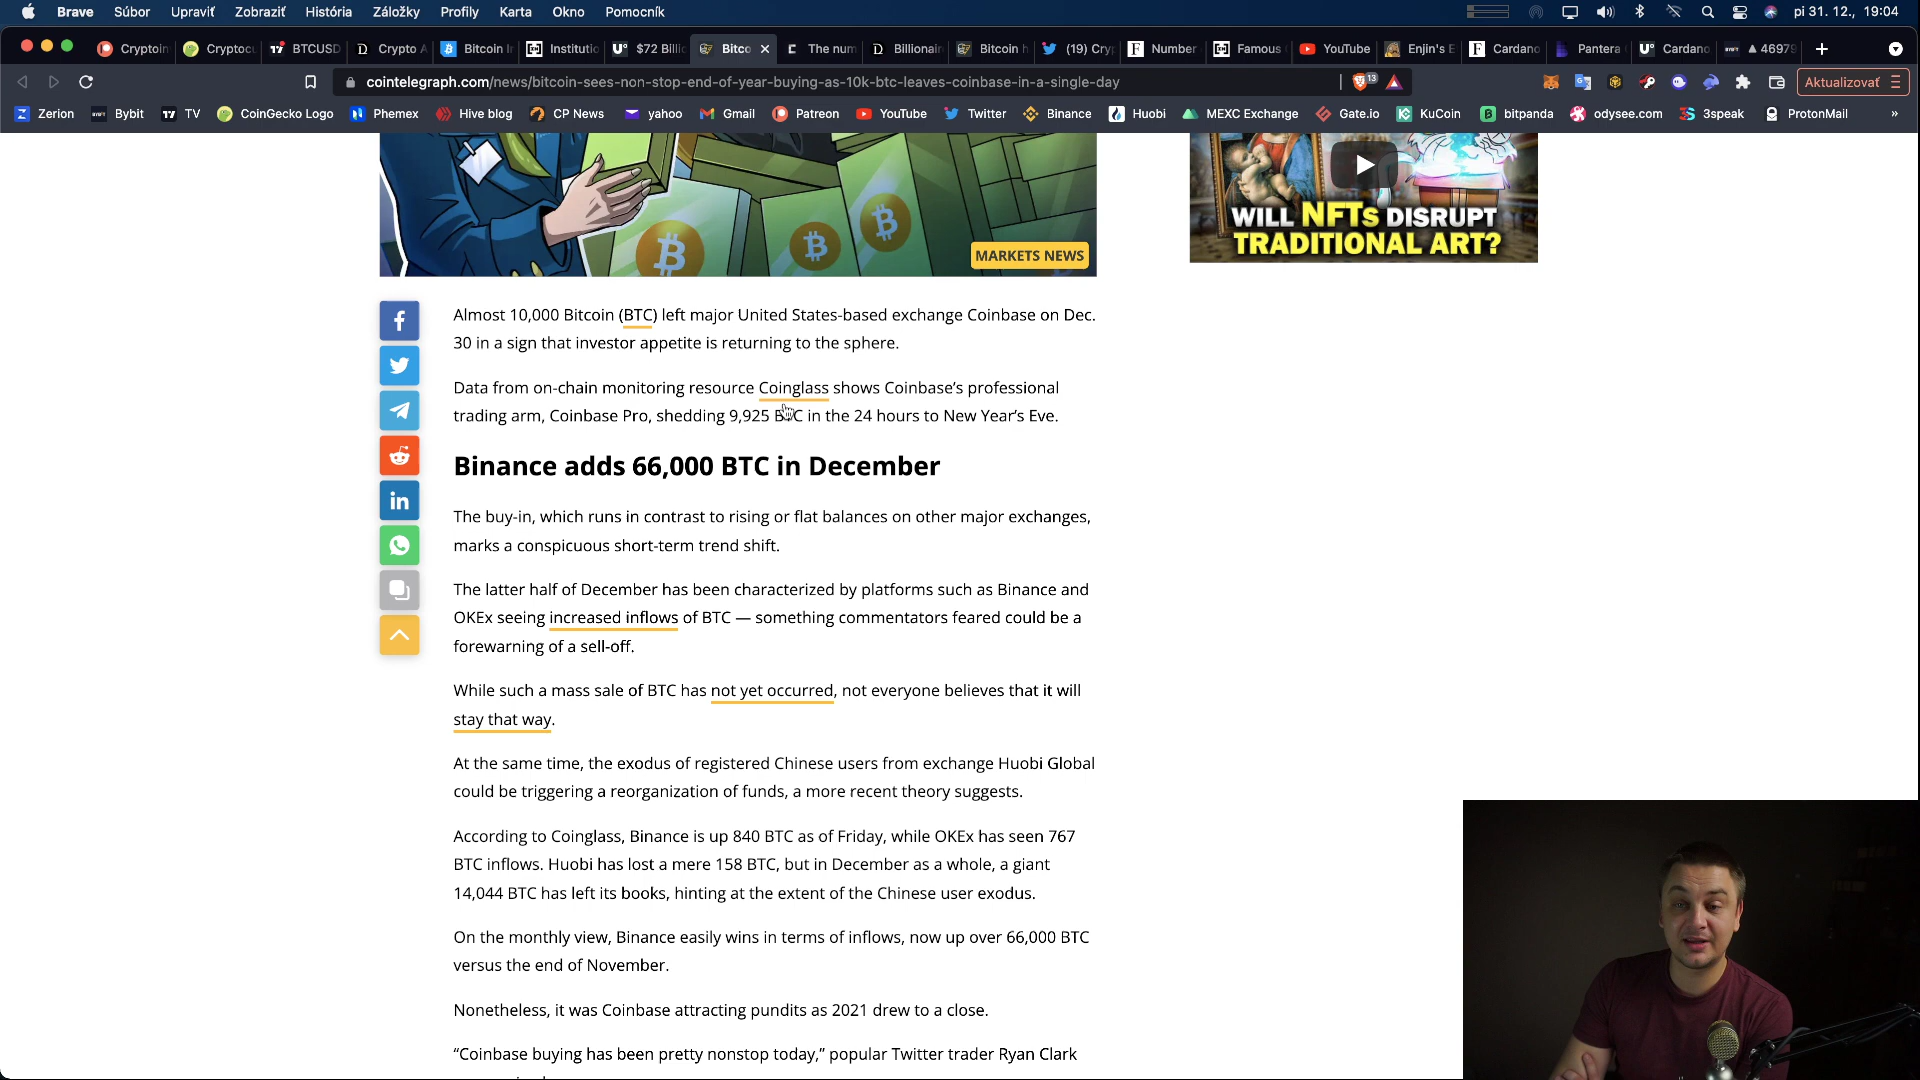 Brave Súbor Upraviť Zobraziť História Záložky Profily Karta Okno Pomocník pi 31. 12., 19:04
Cryptoin Cryptocu BTCUSD Crypto A Bitcoin In Institutio $72 Billio Bitco The num Billionair Bitcoin h (19) Cryp Number Famous YouTube Enjin's E Cardano Pantera Cardano 46979
cointelegraph.com/news/bitcoin-sees-non-stop-end-of-year-buying-as-10k-btc-leaves-coinbase-in-a-single-day 13 Aktualizovať
Zerion Bybit TV CoinGecko Logo Phemex Hive blog CP News yahoo Gmail Patreon YouTube Twitter Binance Huobi MEXC Exchange Gate.io KuCoin bitpanda odysee.com 3speak ProtonMail »
MARKETS NEWS
WILL NFTs DISRUPT
TRADITIONAL ART?
Almost 10,000 Bitcoin (BTC) left major United States-based exchange Coinbase on Dec.
30 in a sign that investor appetite is returning to the sphere.
Data from on-chain monitoring resource Coinglass shows Coinbase's professional
trading arm, Coinbase Pro, shedding 9,925 BTC in the 24 hours to New Year's Eve.
Binance adds 66,000 BTC in December
The buy-in, which runs in contrast to rising or flat balances on other major exchanges,
marks a conspicuous short-term trend shift.
The latter half of December has been characterized by platforms such as Binance and
OKEx seeing increased inflows of BTC — something commentators feared could be a
forewarning of a sell-off.
While such a mass sale of BTC has not yet occurred, not everyone believes that it will
stay that way.
At the same time, the exodus of registered Chinese users from exchange Huobi Global
could be triggering a reorganization of funds, a more recent theory suggests.
According to Coinglass, Binance is up 840 BTC as of Friday, while OKEx has seen 767
BTC inflows. Huobi has lost a mere 158 BTC, but in December as a whole, a giant
14,044 BTC has left its books, hinting at the extent of the Chinese user exodus.
On the monthly view, Binance easily wins in terms of inflows, now up over 66,000 BTC
versus the end of November.
Nonetheless, it was Coinbase attracting pundits as 2021 drew to a close.
“Coinbase buying has been pretty nonstop today,” popular Twitter trader Ryan Clark